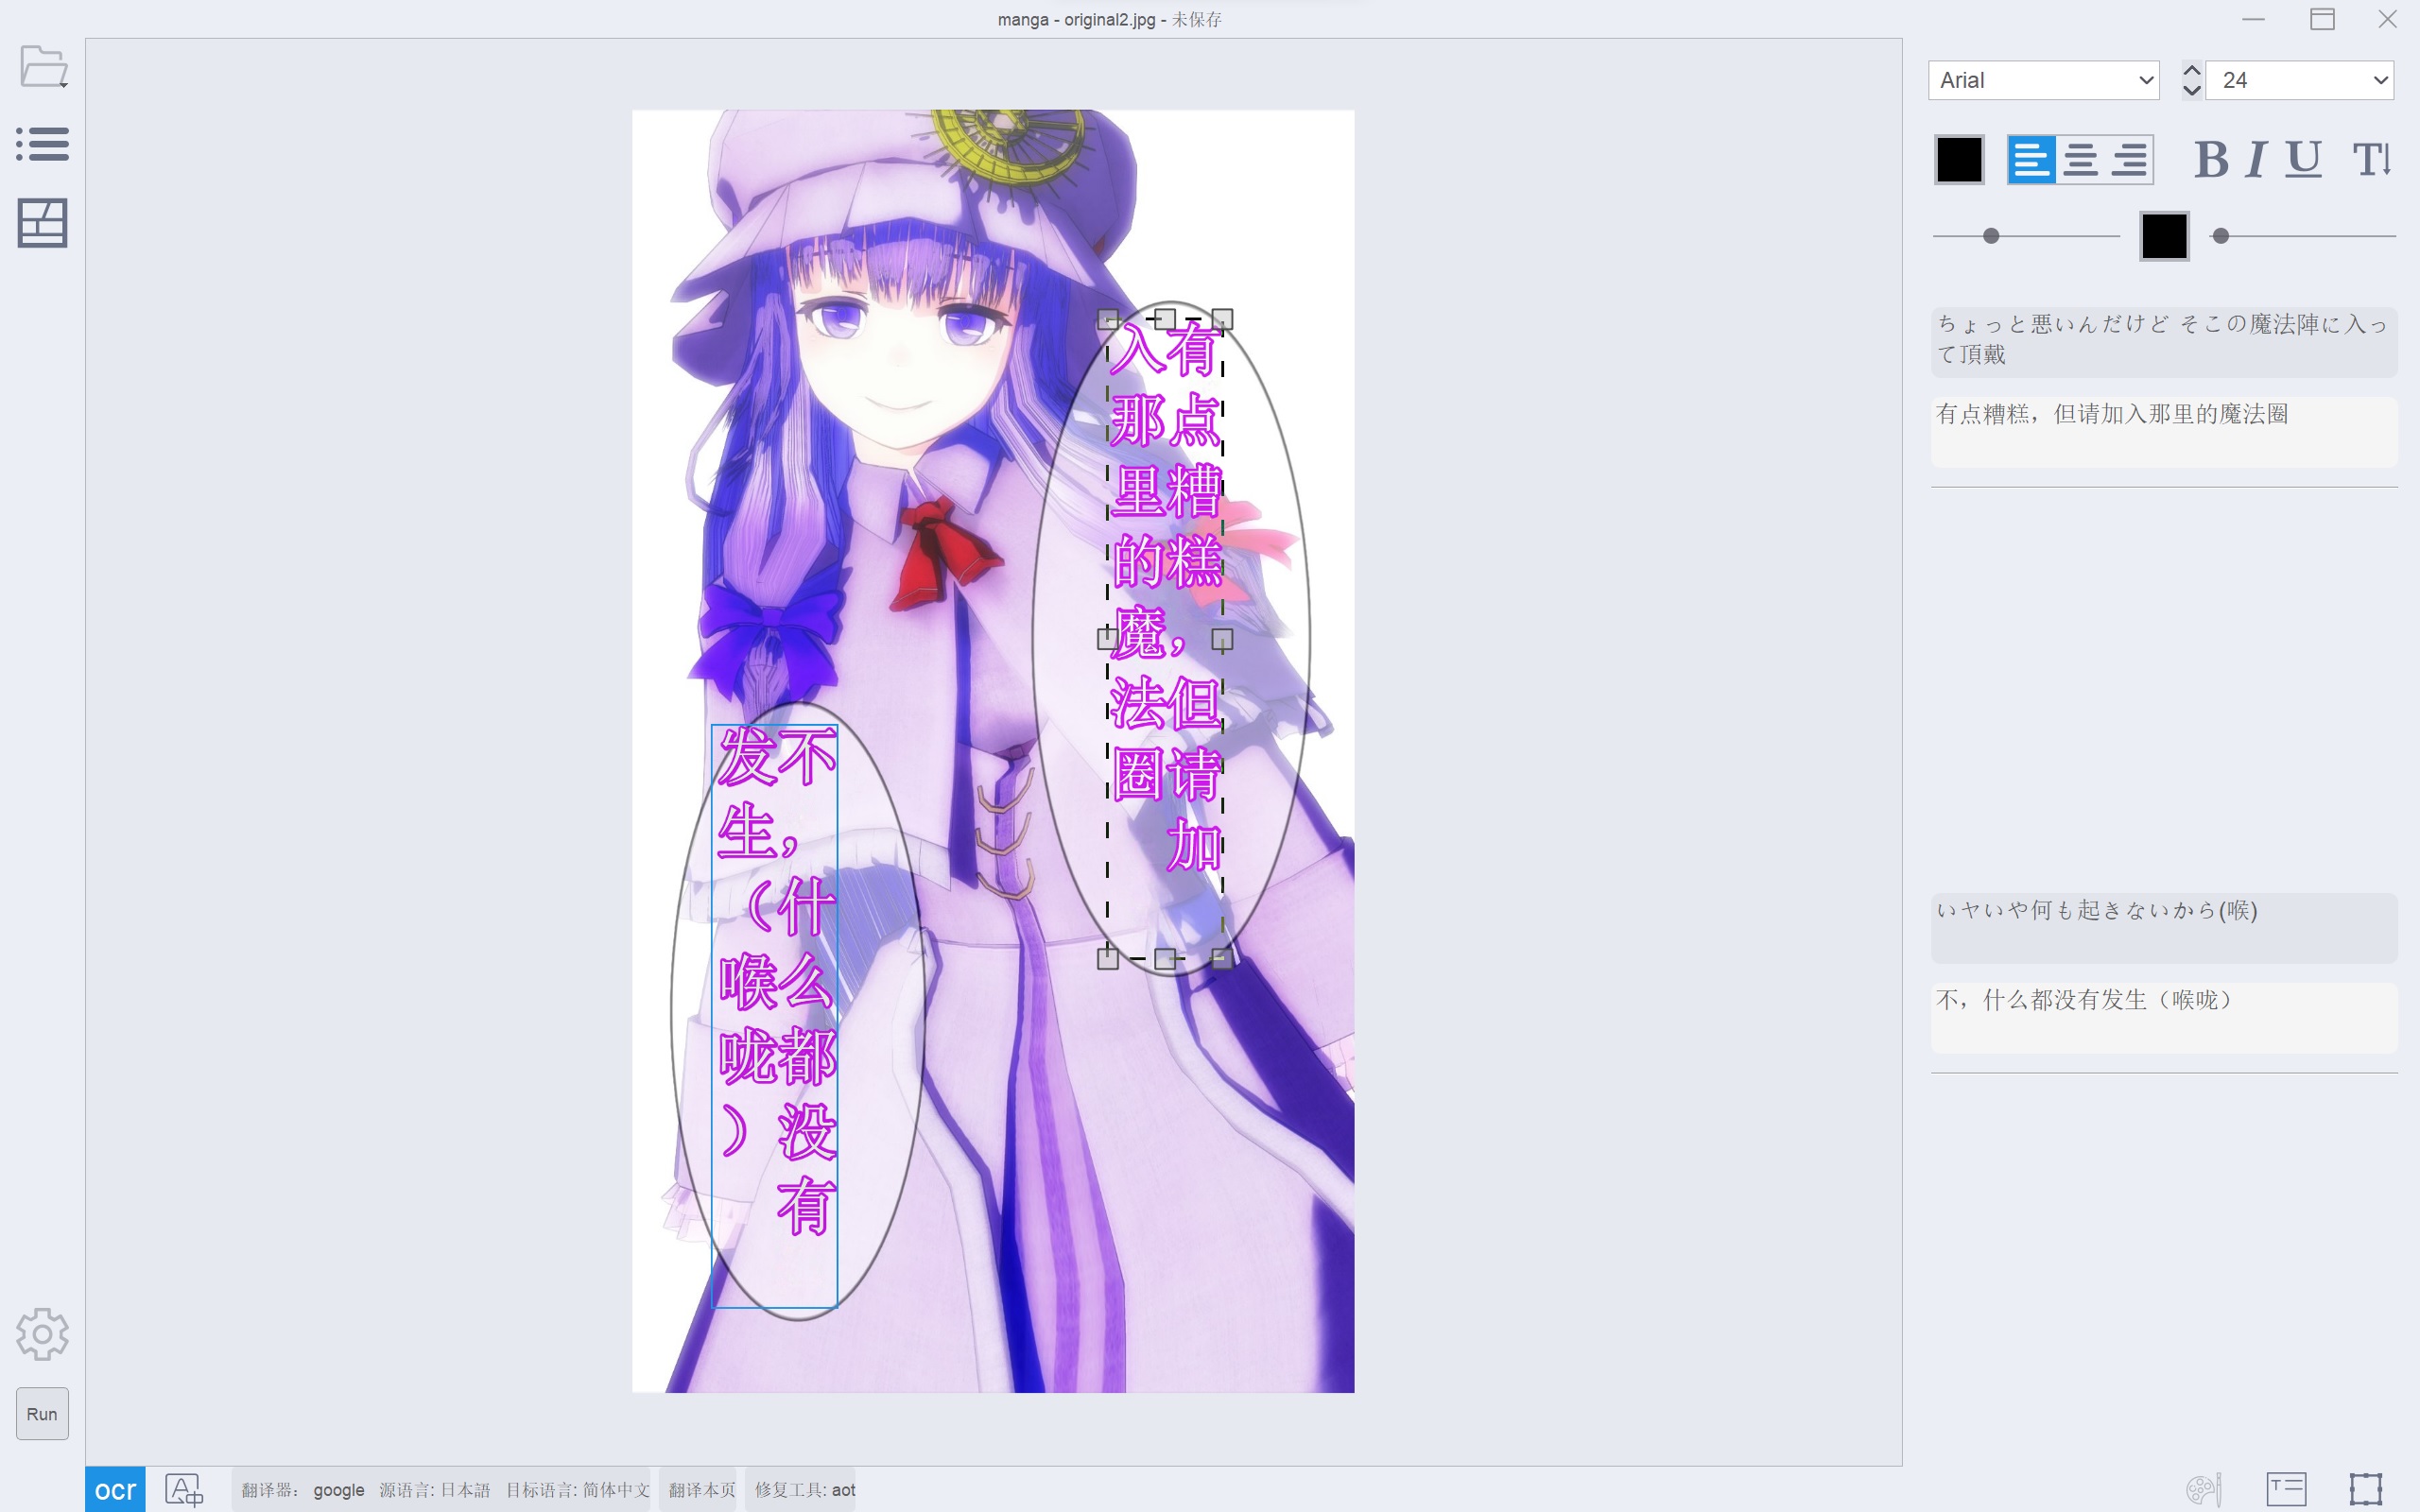 manga - original2.jpg - 未保存
Arial
24
B I U T
ちょっと悪いんだけど そこの魔法陣に入っ
て頂戴
有点糟糕，但请加入那里的魔法圈
いヤいや何も起きないから(喉)
不，什么都没有发生（喉咙）
有点糟糕，但请加
入那里的魔法圈
不，什么都没有
发生（喉咙）
Run
ocr
A
翻译器： google 源语言: 日本語 目标语言: 简体中文 翻译本页 修复工具: aot
T